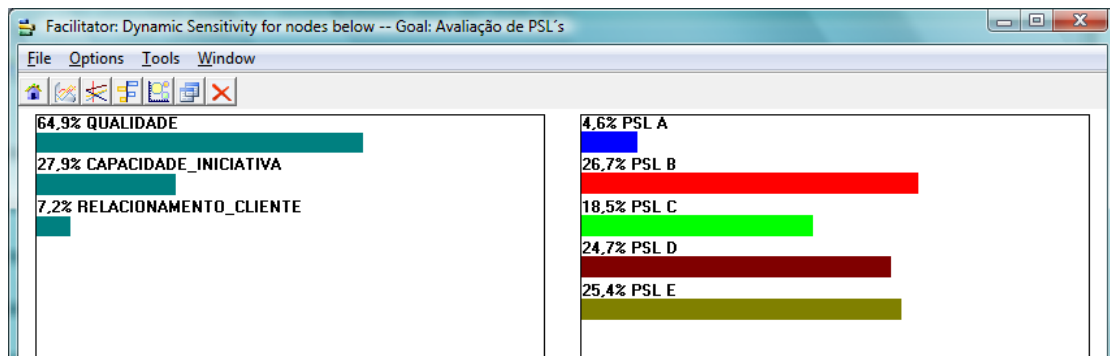 Facilitator: Dynamic Sensitivity for nodes below -- Goal: Avaliação de PSL´s
File Options Tools Window
64,9% QUALIDADE
27,9% CAPACIDADE_INICIATIVA
7,2% RELACIONAMENTO_CLIENTE
4,6% PSL A
26,7% PSL B
18,5% PSL C
24,7% PSL D
25,4% PSL E